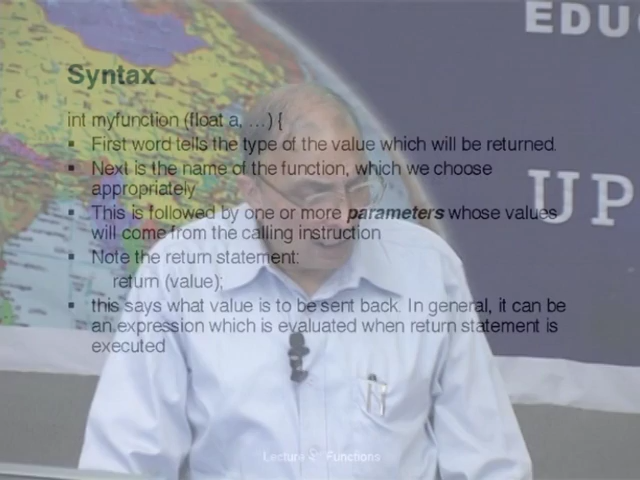 EDU
UP
Syntax
int myfunction (float a, …) {
▪ First word tells the type of the value which will be returned.
▪ Next is the name of the function, which we choose
appropriately
▪ This is followed by one or more parameters whose values
will come from the calling instruction
▪ Note the return statement:
return (value);
▪ this says what value is to be sent back. In general, it can be
an expression which is evaluated when return statement is
executed
Lecture Functions